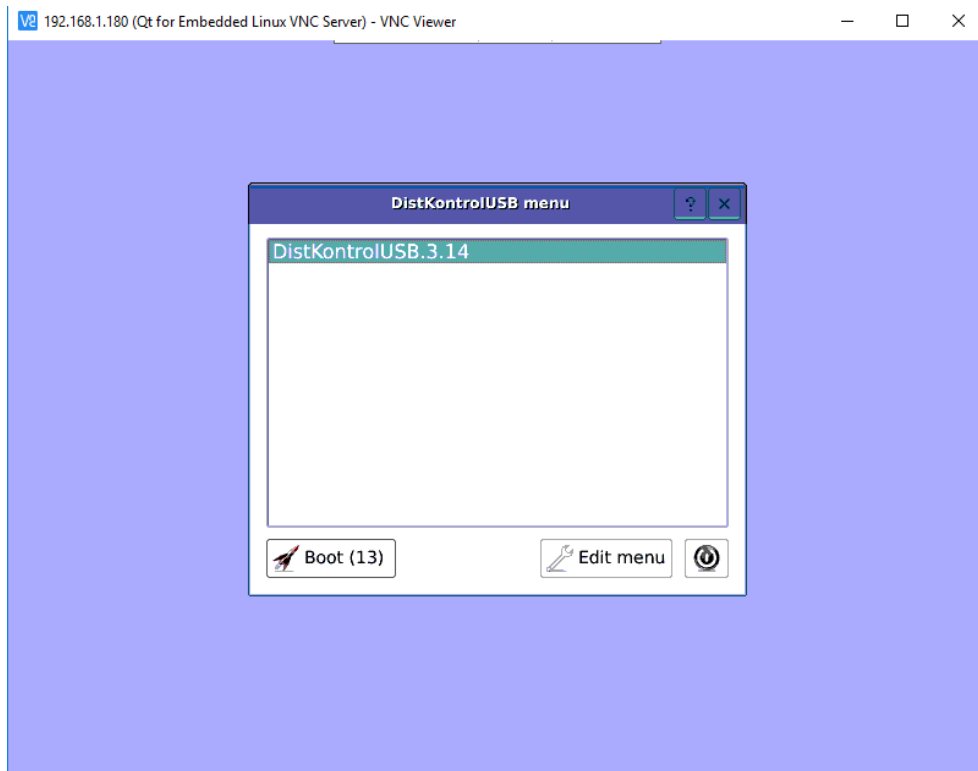 192.168.1.180 (Qt for Embedded Linux VNC Server) - VNC Viewer
DistKontrolUSB menu
DistKontrolUSB.3.14
Boot (13)
Edit menu